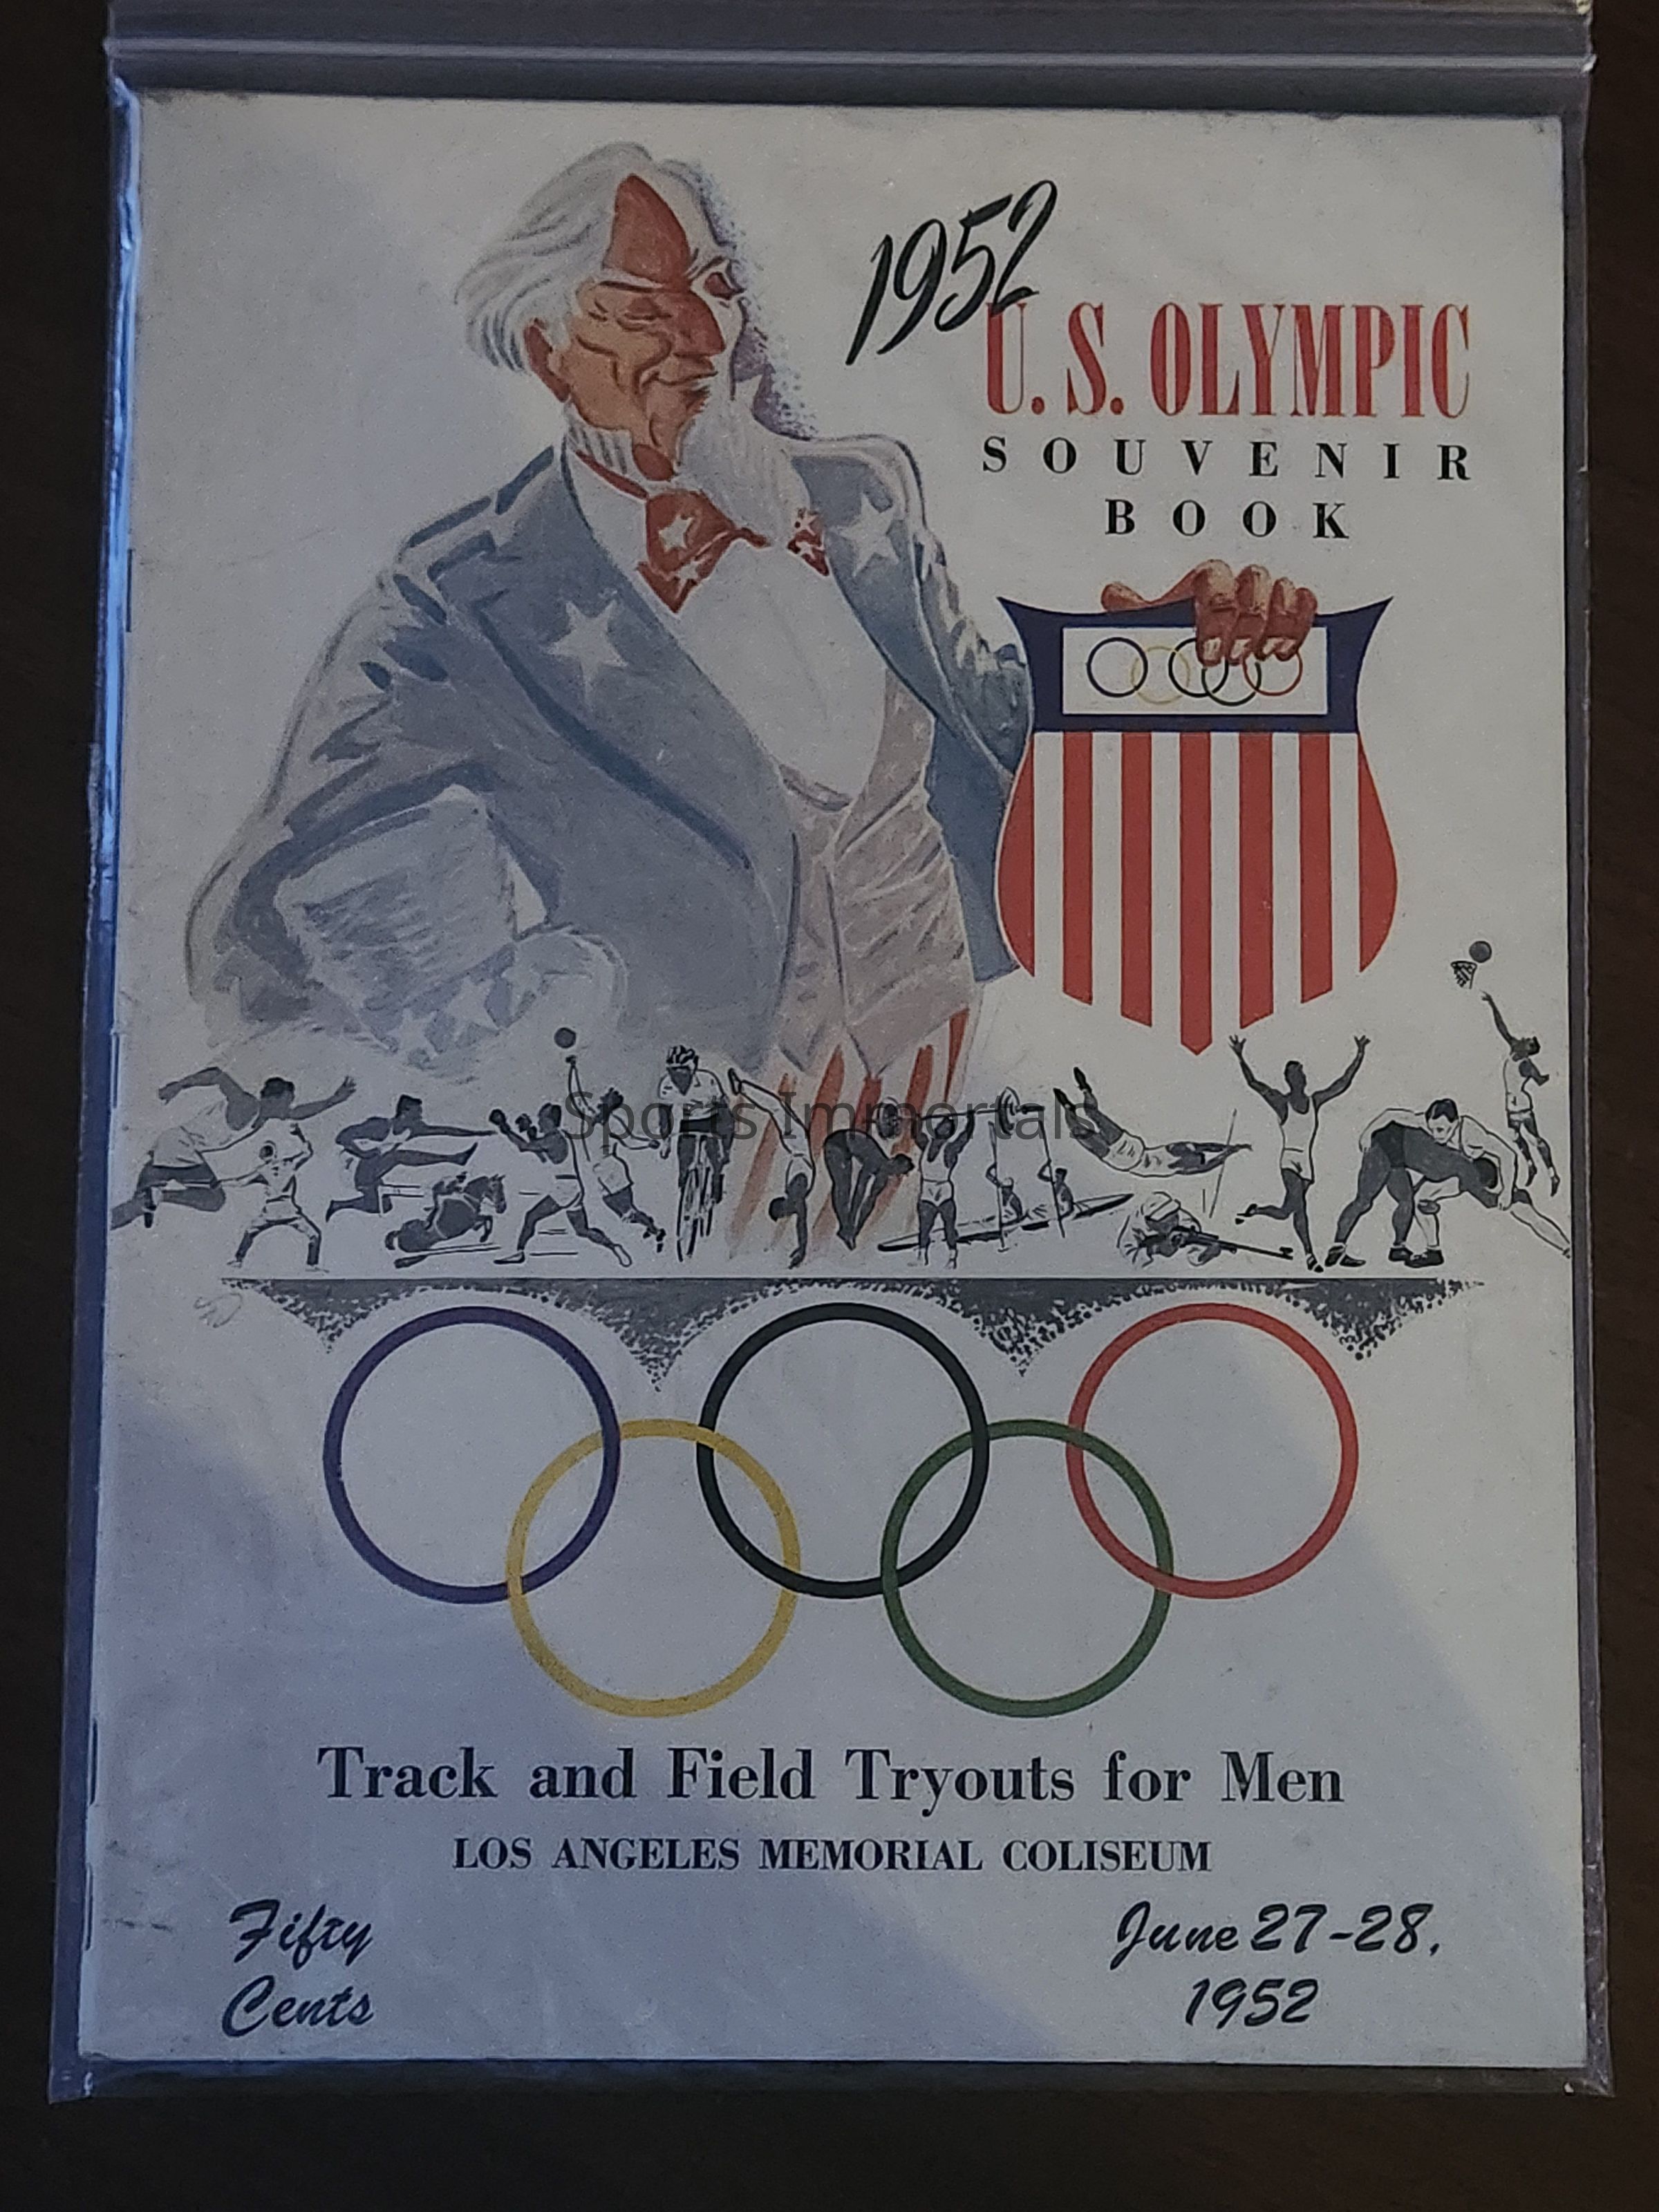 1952
U.S. OLYMPIC
SOUVENIR
BOOK
Sports Immortals
Track and Field Tryouts for Men
LOS ANGELES MEMORIAL COLISEUM
Fifty
Cents
June 27-28,
1952